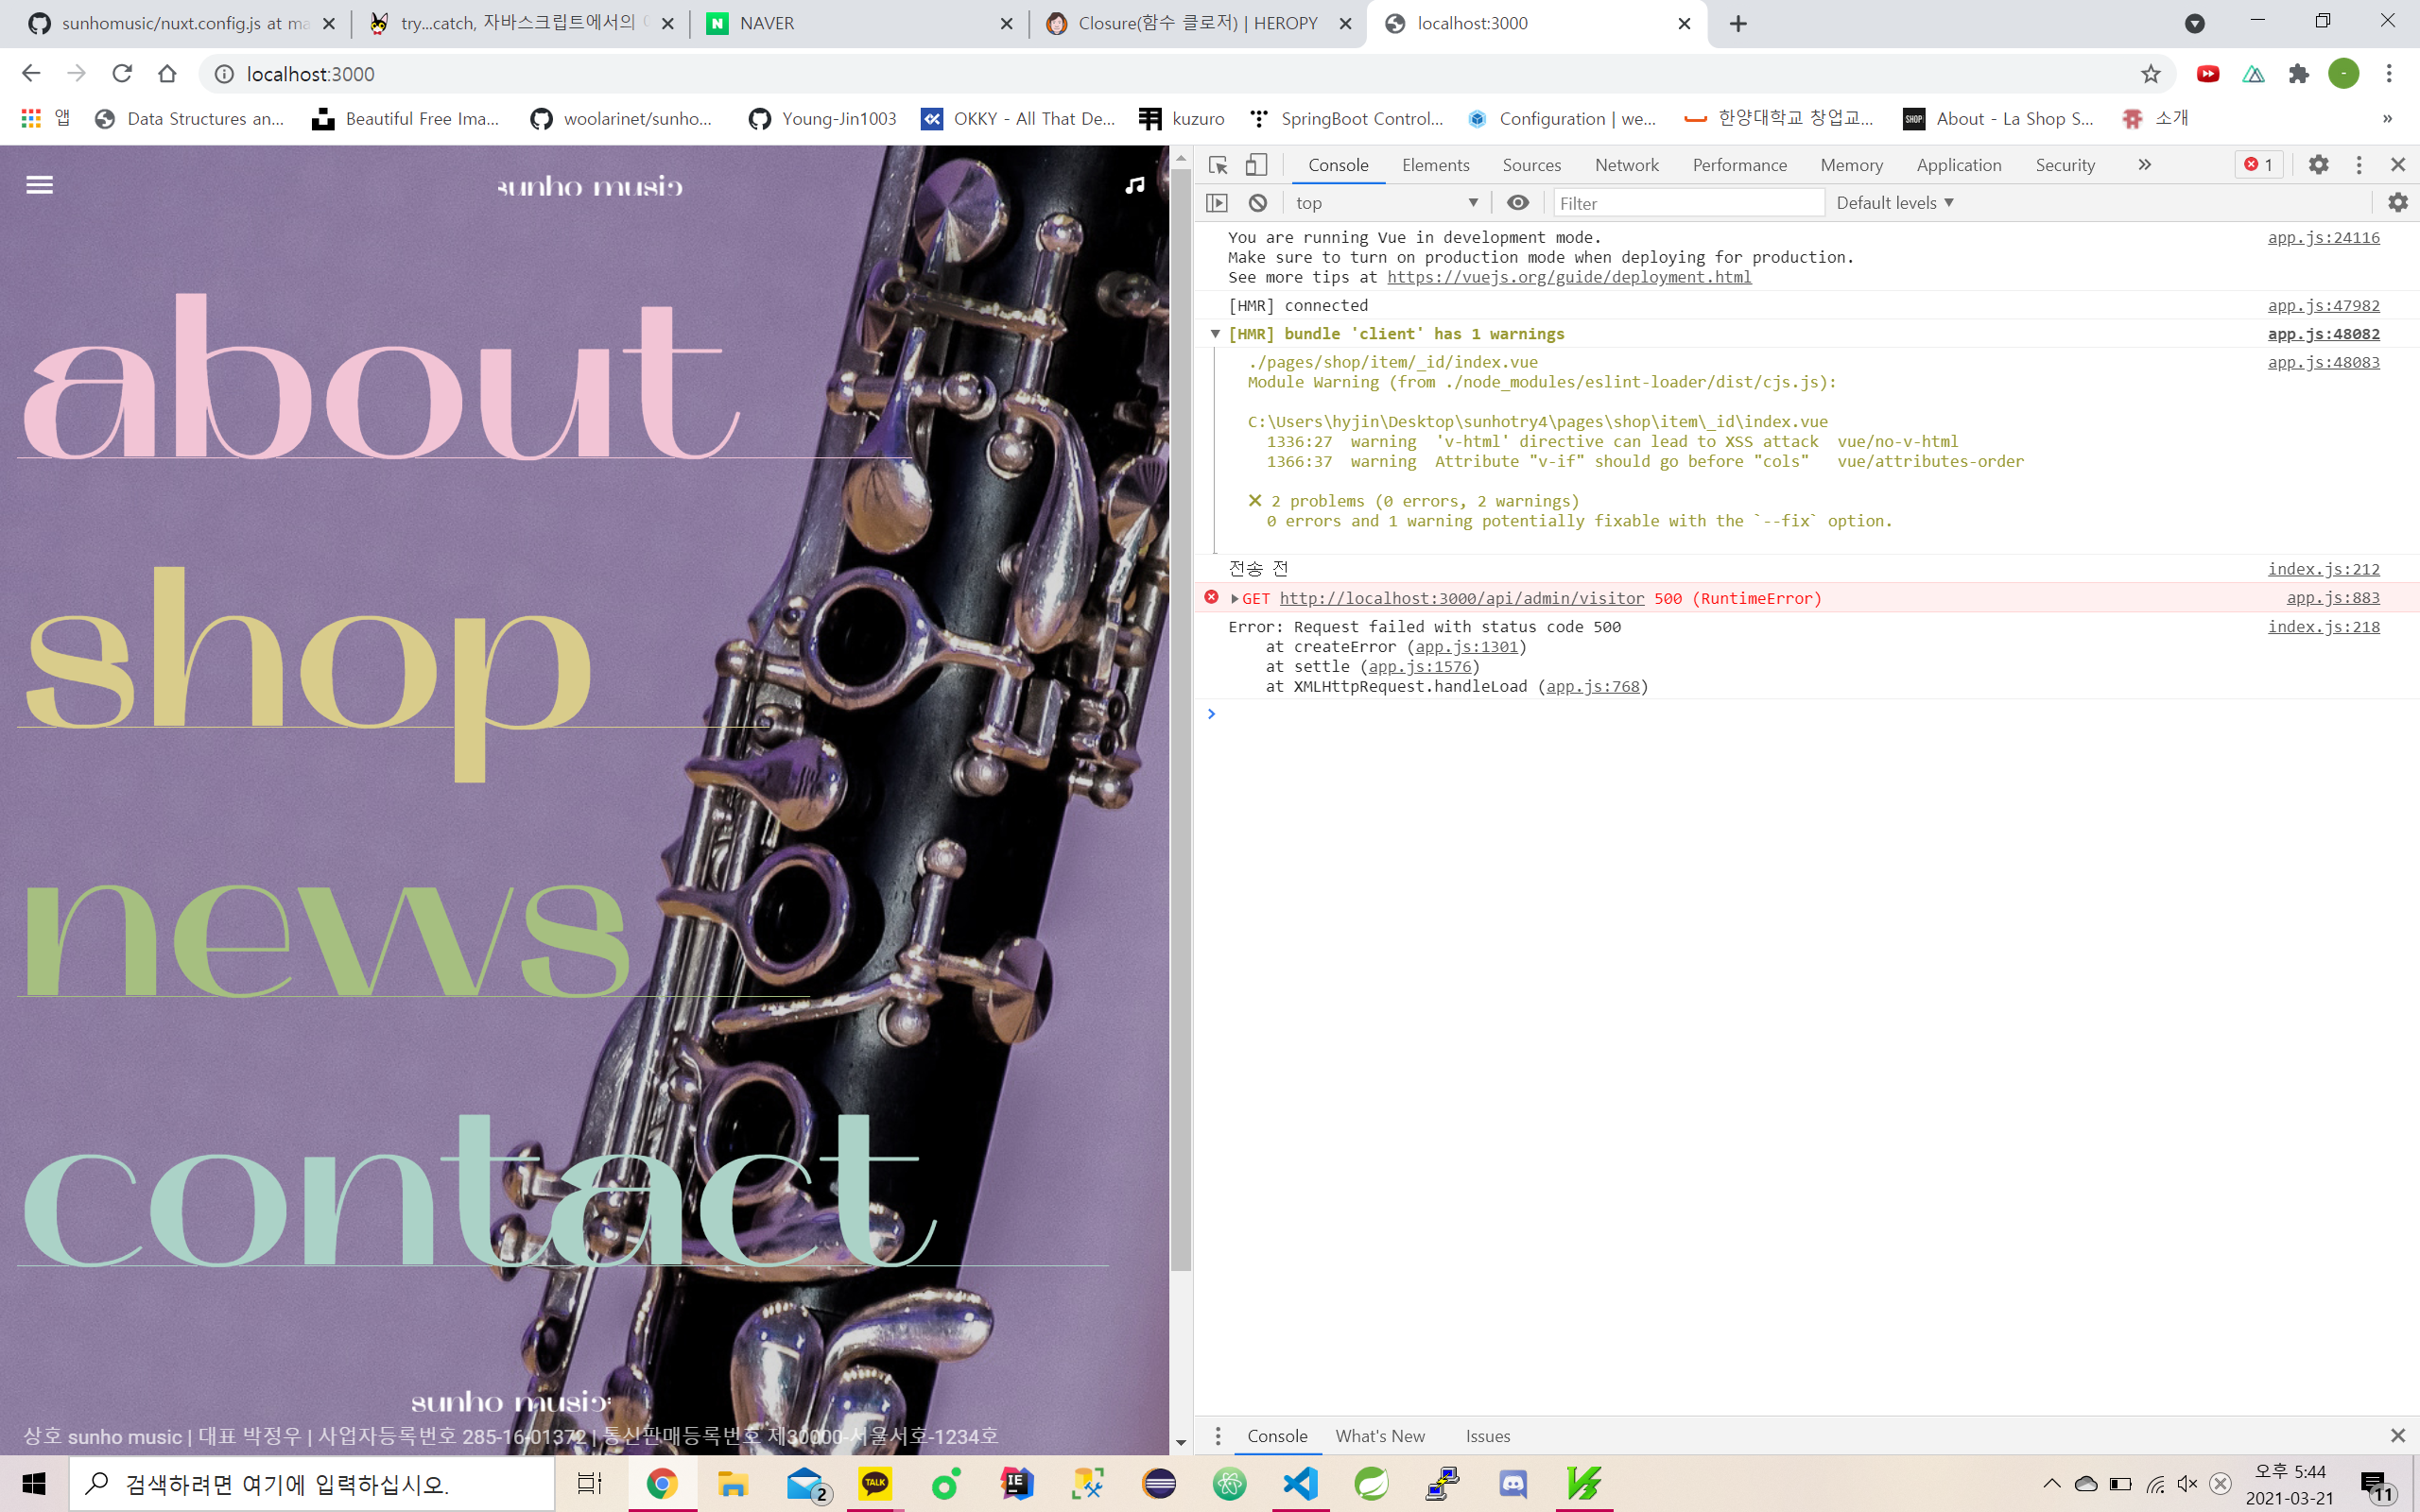 sunhomusic/nuxt.config.js at ma
try...catch, 자바스크립트에서의
NAVER
Closure(함수 클로저) | HEROPY
localhost:3000
localhost:3000
앱
Data Structures an...
Beautiful Free Ima...
woolarinet/sunho...
Young-Jin1003
OKKY - All That De...
kuzuro
SpringBoot Control...
Configuration | we...
한양대학교 창업교...
SHOP
About - La Shop S...
소개
»
sunho music
about
shop
news
contact
sunho music
상호 sunho music | 대표 박정우 | 사업자등록번호 285-16-01372 | 통신판매등록번호 제30000-서울서호-1234호
Console Elements Sources Network Performance Memory Application Security » 1
top Filter Default levels ▼
You are running Vue in development mode. app.js:24116
Make sure to turn on production mode when deploying for production.
See more tips at https://vuejs.org/guide/deployment.html
[HMR] connected app.js:47982
[HMR] bundle 'client' has 1 warnings app.js:48082
./pages/shop/item/_id/index.vue app.js:48083
Module Warning (from ./node_modules/eslint-loader/dist/cjs.js):
C:\Users\hyjin\Desktop\sunhotry4\pages\shop\item\_id\index.vue
1336:27 warning 'v-html' directive can lead to XSS attack vue/no-v-html
1366:37 warning Attribute "v-if" should go before "cols" vue/attributes-order
✖ 2 problems (0 errors, 2 warnings)
0 errors and 1 warning potentially fixable with the `--fix` option.
전송 전 index.js:212
GET http://localhost:3000/api/admin/visitor 500 (RuntimeError) app.js:883
Error: Request failed with status code 500 index.js:218
at createError (app.js:1301)
at settle (app.js:1576)
at XMLHttpRequest.handleLoad (app.js:768)
Console What's New Issues
검색하려면 여기에 입력하십시오.
2
TALK
IE
오후 5:44
2021-03-21
11